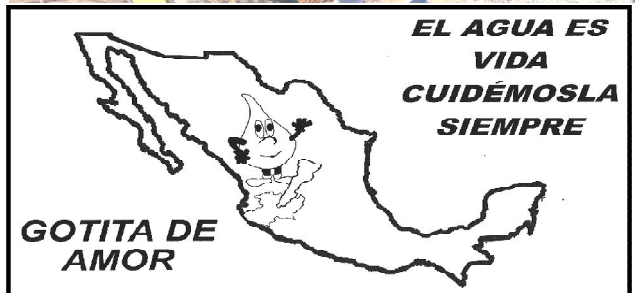 EL AGUA ES
VIDA
CUIDÉMOSLA
SIEMPRE
GOTITA DE
AMOR